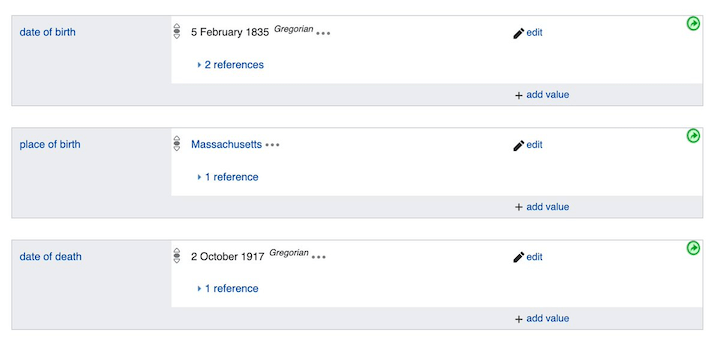 date of birth
5 February 1835 Gregorian
edit
2 references
+ add value
place of birth
Massachusetts
edit
1 reference
+ add value
date of death
2 October 1917 Gregorian
edit
1 reference
+ add value